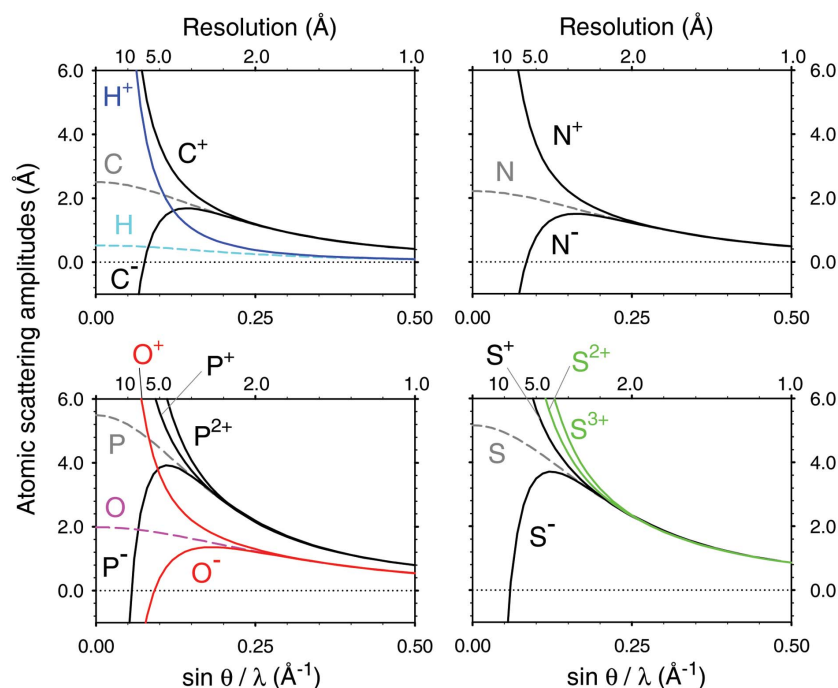 Resolution (Å)
Resolution (Å)
10 5.0 2.0 1.0
10 5.0 2.0 1.0
Atomic scattering amplitudes (Å)
6.0
4.0
2.0
0.0
H⁺
C⁺
C
H
C⁻
0.00 0.25 0.50
N⁺
N
N⁻
6.0
4.0
2.0
0.0
0.00 0.25 0.50
O⁺
P⁺
10 5.0 2.0 1.0
6.0
4.0
2.0
0.0
P²⁺
P
O
P⁻
O⁻
0.00 0.25 0.50
sin θ / λ (Å⁻¹)
S⁺
S²⁺
10 5.0 2.0 1.0
S³⁺
S
S⁻
6.0
4.0
2.0
0.0
0.00 0.25 0.50
sin θ / λ (Å⁻¹)